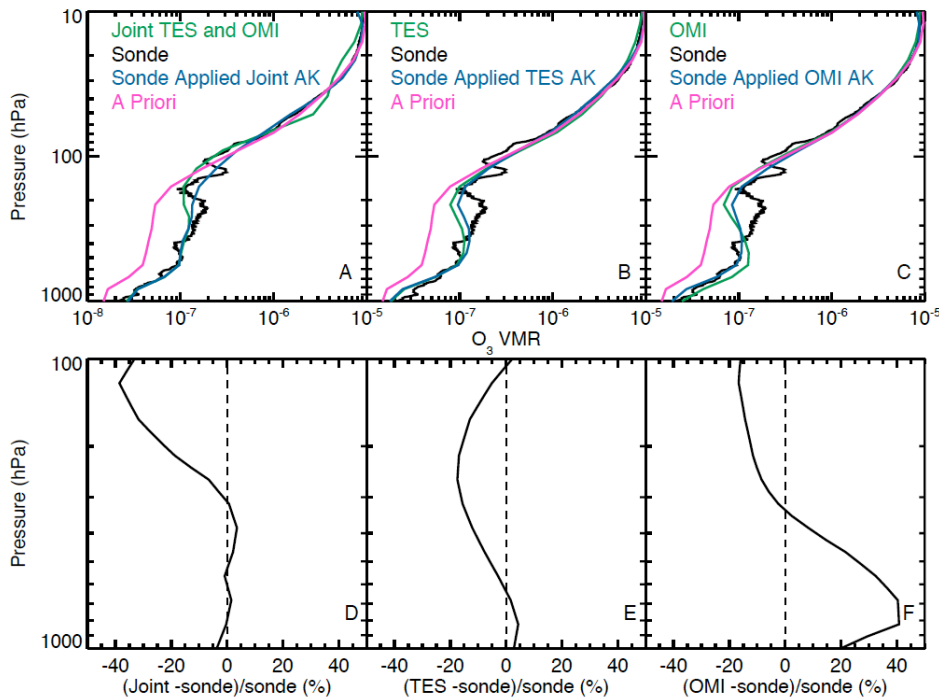 Joint TES and OMI
Sonde
Sonde Applied Joint AK
A Priori
A
TES
Sonde
Sonde Applied TES AK
A Priori
B
OMI
Sonde
Sonde Applied OMI AK
A Priori
C
Pressure (hPa)
10
100
1000
10-8 10-7 10-6 10-5 10-7 10-6 10-5 10-7 10-6 10-5
O3 VMR
Pressure (hPa)
100
1000
D
E
F
-40 -20 0 20 40 -40 -20 0 20 40 -40 -20 0 20 40
(Joint -sonde)/sonde (%) (TES -sonde)/sonde (%) (OMI -sonde)/sonde (%)